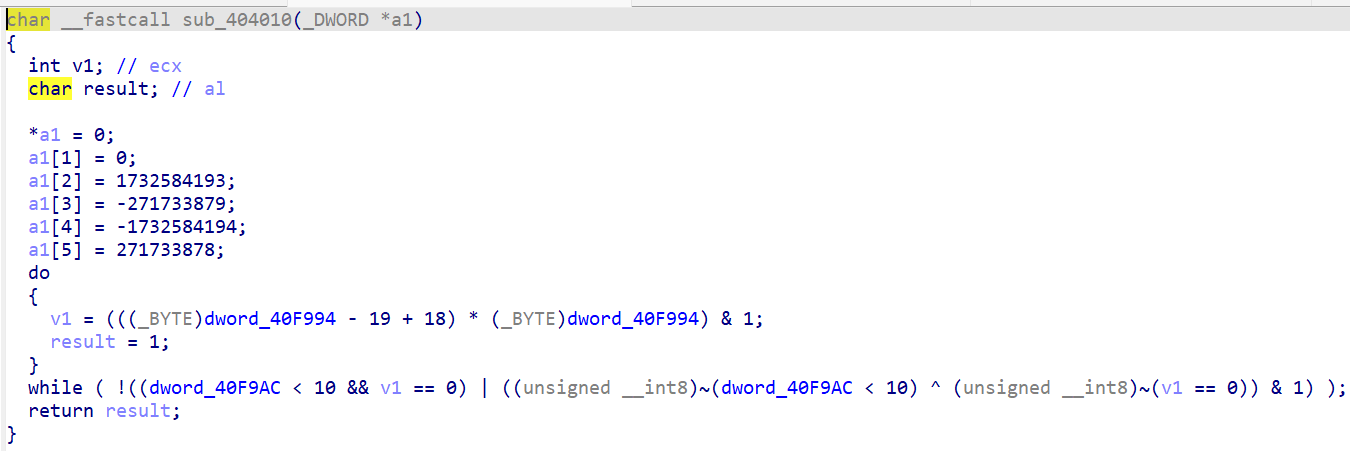 char __fastcall sub_404010(_DWORD *a1)
{
  int v1; // ecx
  char result; // al

  *a1 = 0;
  a1[1] = 0;
  a1[2] = 1732584193;
  a1[3] = -271733879;
  a1[4] = -1732584194;
  a1[5] = 271733878;
  do
  {
    v1 = (((_BYTE)dword_40F994 - 19 + 18) * (_BYTE)dword_40F994) & 1;
    result = 1;
  }
  while ( !((dword_40F9AC < 10 && v1 == 0) | ((unsigned __int8)~(dword_40F9AC < 10) ^ (unsigned __int8)~(v1 == 0)) & 1) );
  return result;
}